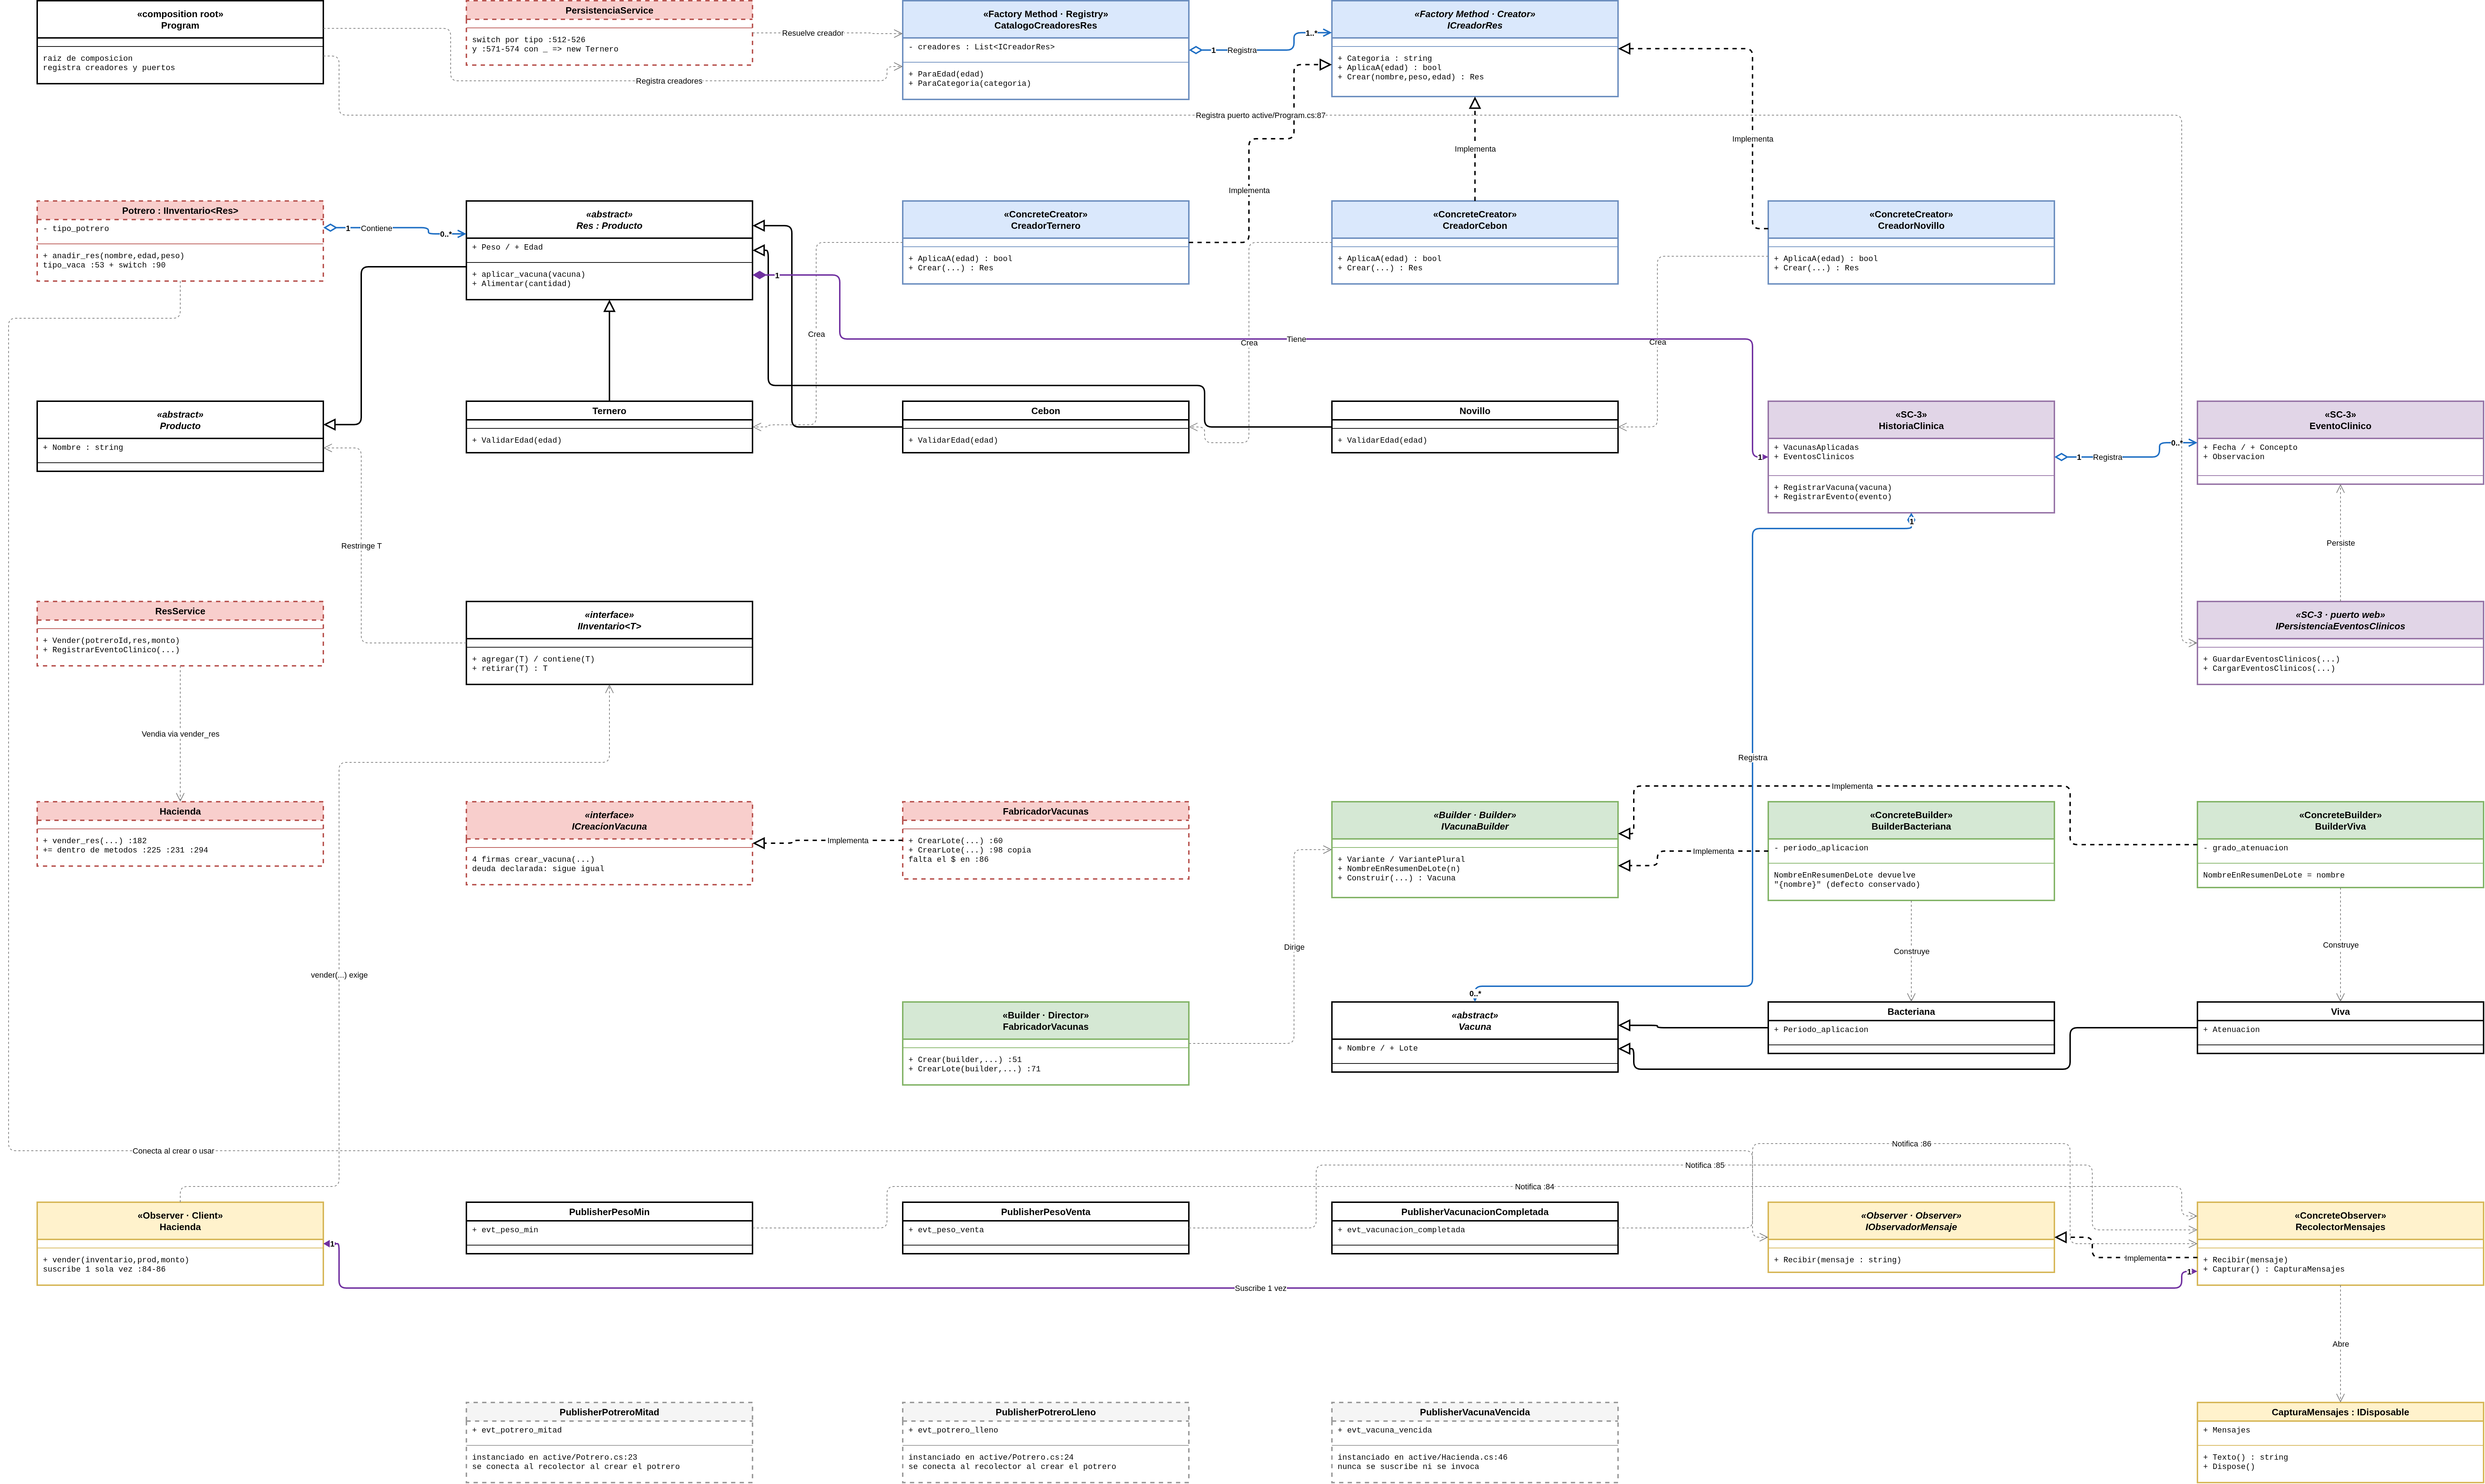 «composition root»
Program
raiz de composicion
registra creadores y puertos
PersistenciaService
switch por tipo :512-526
y :571-574 con _ => new Ternero
Resuelve creador
Registra creadores
«Factory Method · Registry»
CatalogoCreadoresRes
- creadores : List<ICreadorRes>
+ ParaEdad(edad)
+ ParaCategoria(categoria)
1
Registra
1..*
«Factory Method · Creator»
ICreadorRes
+ Categoria : string
+ AplicaA(edad) : bool
+ Crear(nombre,peso,edad) : Res
Registra puerto active/Program.cs:87
Implementa
Implementa
Implementa
Potrero : IInventario<Res>
- tipo_potrero
+ anadir_res(nombre,edad,peso)
tipo_vaca :53 + switch :90
1
Contiene
0..*
«abstract»
Res : Producto
+ Peso / + Edad
+ aplicar_vacuna(vacuna)
+ Alimentar(cantidad)
1
«ConcreteCreator»
CreadorTernero
+ AplicaA(edad) : bool
+ Crear(...) : Res
«ConcreteCreator»
CreadorCebon
+ AplicaA(edad) : bool
+ Crear(...) : Res
«ConcreteCreator»
CreadorNovillo
+ AplicaA(edad) : bool
+ Crear(...) : Res
Crea
Crea
Tiene
Crea
«abstract»
Producto
+ Nombre : string
Ternero
+ ValidarEdad(edad)
Cebon
+ ValidarEdad(edad)
Novillo
+ ValidarEdad(edad)
1
«SC-3»
HistoriaClinica
+ VacunasAplicadas
+ EventosClinicos
+ RegistrarVacuna(vacuna)
+ RegistrarEvento(evento)
1
Registra
0..*
«SC-3»
EventoClinico
+ Fecha / + Concepto
+ Observacion
1
Restringe T
Persiste
ResService
+ Vender(potreroId,res,monto)
+ RegistrarEventoClinico(...)
«interface»
IInventario<T>
+ agregar(T) / contiene(T)
+ retirar(T) : T
«SC-3 · puerto web»
IPersistenciaEventosClinicos
+ GuardarEventosClinicos(...)
+ CargarEventosClinicos(...)
Vendia via vender_res
Registra
Implementa
Hacienda
+ vender_res(...) :182
+= dentro de metodos :225 :231 :294
«interface»
ICreacionVacuna
4 firmas crear_vacuna(...)
deuda declarada: sigue igual
Implementa
FabricadorVacunas
+ CrearLote(...) :60
+ CrearLote(...) :98 copia
falta el $ en :86
«Builder · Builder»
IVacunaBuilder
+ Variante / VariantePlural
+ NombreEnResumenDeLote(n)
+ Construir(...) : Vacuna
Implementa
«ConcreteBuilder»
BuilderBacteriana
- periodo_aplicacion
NombreEnResumenDeLote devuelve
"{nombre}" (defecto conservado)
«ConcreteBuilder»
BuilderViva
- grado_atenuacion
NombreEnResumenDeLote = nombre
Dirige
Construye
Construye
vender(...) exige
0..*
«Builder · Director»
FabricadorVacunas
+ Crear(builder,...) :51
+ CrearLote(builder,...) :71
«abstract»
Vacuna
+ Nombre / + Lote
Bacteriana
+ Periodo_aplicacion
Viva
+ Atenuacion
Conecta al crear o usar
Notifica :86
Notifica :85
Notifica :84
«Observer · Client»
Hacienda
+ vender(inventario,prod,monto)
suscribe 1 sola vez :84-86
1
PublisherPesoMin
+ evt_peso_min
PublisherPesoVenta
+ evt_peso_venta
PublisherVacunacionCompletada
+ evt_vacunacion_completada
«Observer · Observer»
IObservadorMensaje
+ Recibir(mensaje : string)
Implementa
1
«ConcreteObserver»
RecolectorMensajes
+ Recibir(mensaje)
+ Capturar() : CapturaMensajes
Suscribe 1 vez
Abre
PublisherPotreroMitad
+ evt_potrero_mitad
instanciado en active/Potrero.cs:23
se conecta al recolector al crear el potrero
PublisherPotreroLleno
+ evt_potrero_lleno
instanciado en active/Potrero.cs:24
se conecta al recolector al crear el potrero
PublisherVacunaVencida
+ evt_vacuna_vencida
instanciado en active/Hacienda.cs:46
nunca se suscribe ni se invoca
CapturaMensajes : IDisposable
+ Mensajes
+ Texto() : string
+ Dispose()